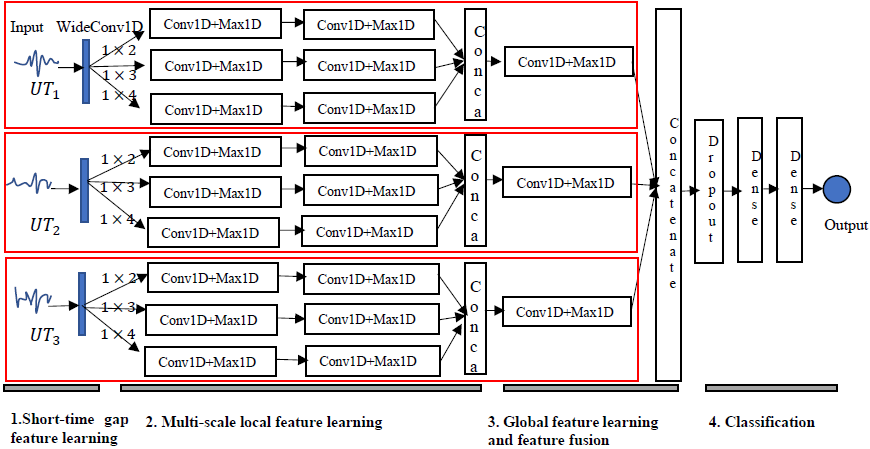 Input WideConv1D
1 × 2
1 × 3
1 × 4
UT1
Conv1D+Max1D Conv1D+Max1D
Conv1D+Max1D Conv1D+Max1D
Conv1D+Max1D Conv1D+Max1D
Conca
Conv1D+Max1D
1 × 2
1 × 3
1 × 4
UT2
Conv1D+Max1D Conv1D+Max1D
Conv1D+Max1D Conv1D+Max1D
Conv1D+Max1D Conv1D+Max1D
Conca
Conv1D+Max1D
1 × 2
1 × 3
1 × 4
UT3
Conv1D+Max1D Conv1D+Max1D
Conv1D+Max1D Conv1D+Max1D
Conv1D+Max1D Conv1D+Max1D
Conca
Conv1D+Max1D
Concatenate
Dropout
Dense
Dense
Output
1.Short-time gap
feature learning
2. Multi-scale local feature learning
3. Global feature learning
and feature fusion
4. Classification